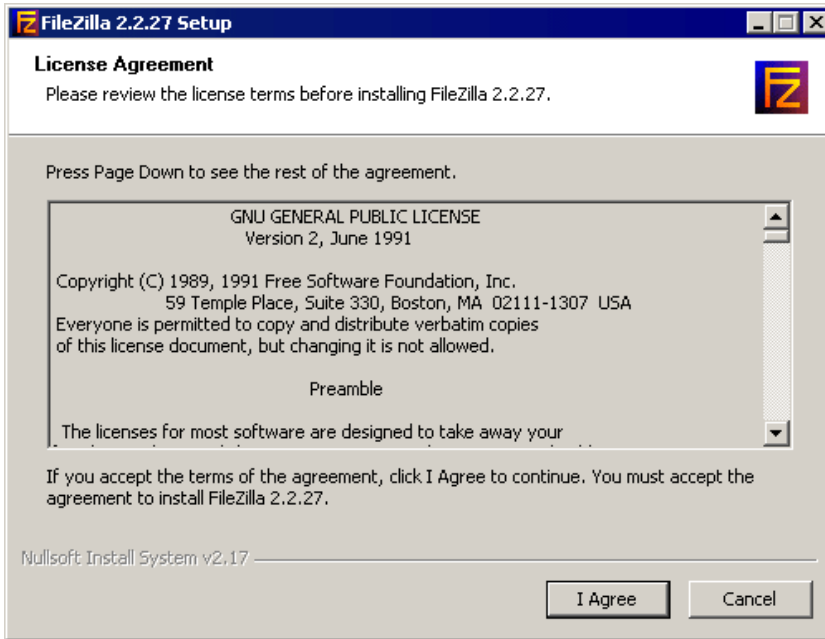 FileZilla 2.2.27 Setup
License Agreement
Please review the license terms before installing FileZilla 2.2.27.
FZ
Press Page Down to see the rest of the agreement.
GNU GENERAL PUBLIC LICENSE
Version 2, June 1991
Copyright (C) 1989, 1991 Free Software Foundation, Inc.
59 Temple Place, Suite 330, Boston, MA 02111-1307 USA
Everyone is permitted to copy and distribute verbatim copies
of this license document, but changing it is not allowed.
Preamble
The licenses for most software are designed to take away your
If you accept the terms of the agreement, click I Agree to continue. You must accept the
agreement to install FileZilla 2.2.27.
Nullsoft Install System v2.17
I Agree
Cancel